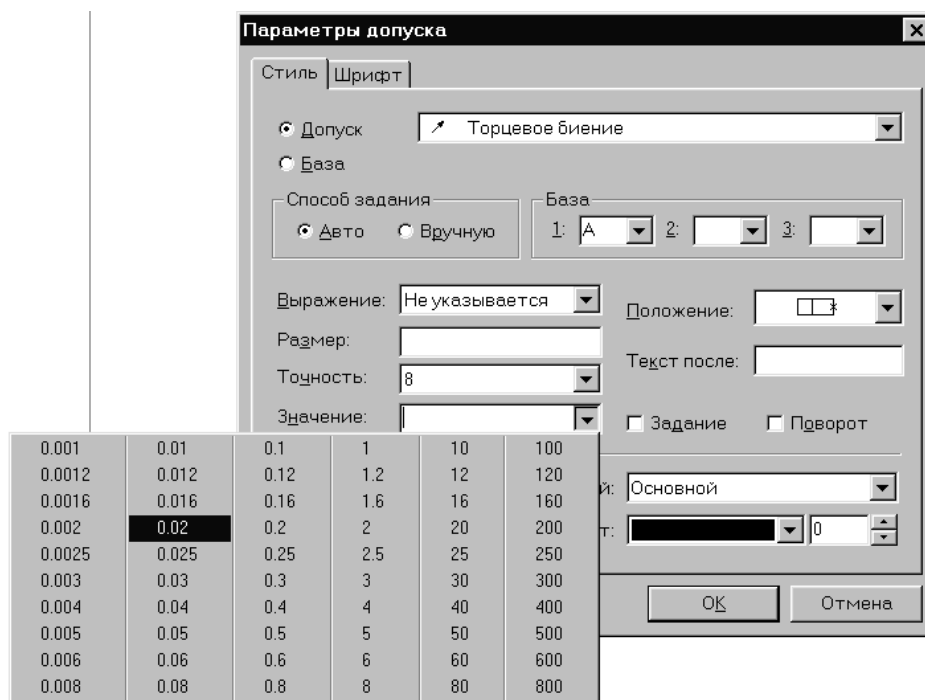 Параметры допуска
Стиль Шрифт
Допуск Торцевое биение
База
Способ задания База
Авто Вручную 1: А 2: 3:
Выражение: Не указывается Положение:
Размер:
Текст после:
Точность: 8
Значение: Задание Поворот
0.001 0.01 0.1 1 10 100
0.0012 0.012 0.12 1.2 12 120
й: Основной
0.0016 0.016 0.16 1.6 16 160
0.002 0.02 0.2 2 20 200
т: 0
0.0025 0.025 0.25 2.5 25 250
0.003 0.03 0.3 3 30 300
0.004 0.04 0.4 4 40 400
OK Отмена
0.005 0.05 0.5 5 50 500
0.006 0.06 0.6 6 60 600
0.008 0.08 0.8 8 80 800